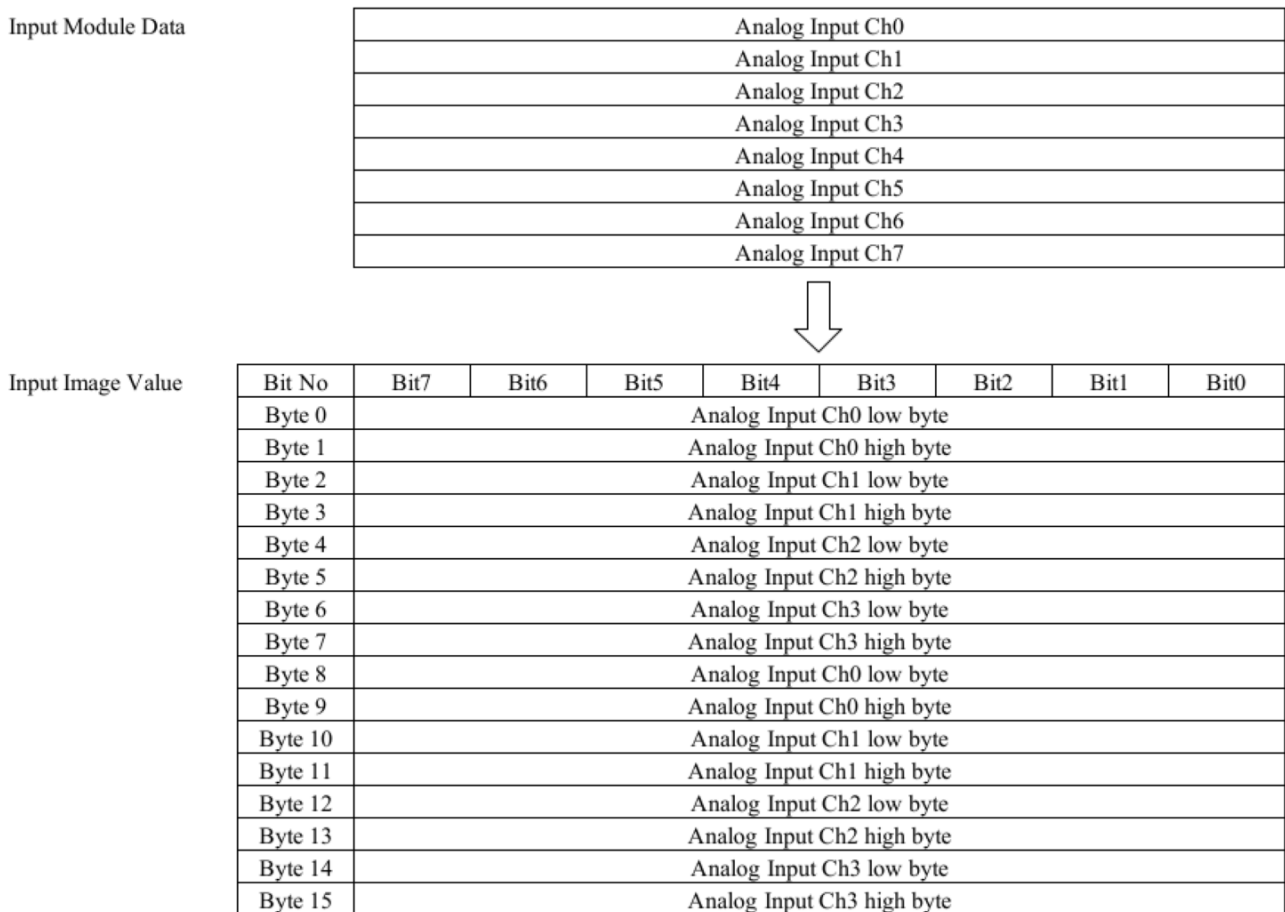 Input Module Data
Analog Input Ch0
Analog Input Ch1
Analog Input Ch2
Analog Input Ch3
Analog Input Ch4
Analog Input Ch5
Analog Input Ch6
Analog Input Ch7
Input Image Value
Bit No Bit7 Bit6 Bit5 Bit4 Bit3 Bit2 Bit1 Bit0
Byte 0 Analog Input Ch0 low byte
Byte 1 Analog Input Ch0 high byte
Byte 2 Analog Input Ch1 low byte
Byte 3 Analog Input Ch1 high byte
Byte 4 Analog Input Ch2 low byte
Byte 5 Analog Input Ch2 high byte
Byte 6 Analog Input Ch3 low byte
Byte 7 Analog Input Ch3 high byte
Byte 8 Analog Input Ch0 low byte
Byte 9 Analog Input Ch0 high byte
Byte 10 Analog Input Ch1 low byte
Byte 11 Analog Input Ch1 high byte
Byte 12 Analog Input Ch2 low byte
Byte 13 Analog Input Ch2 high byte
Byte 14 Analog Input Ch3 low byte
Byte 15 Analog Input Ch3 high byte